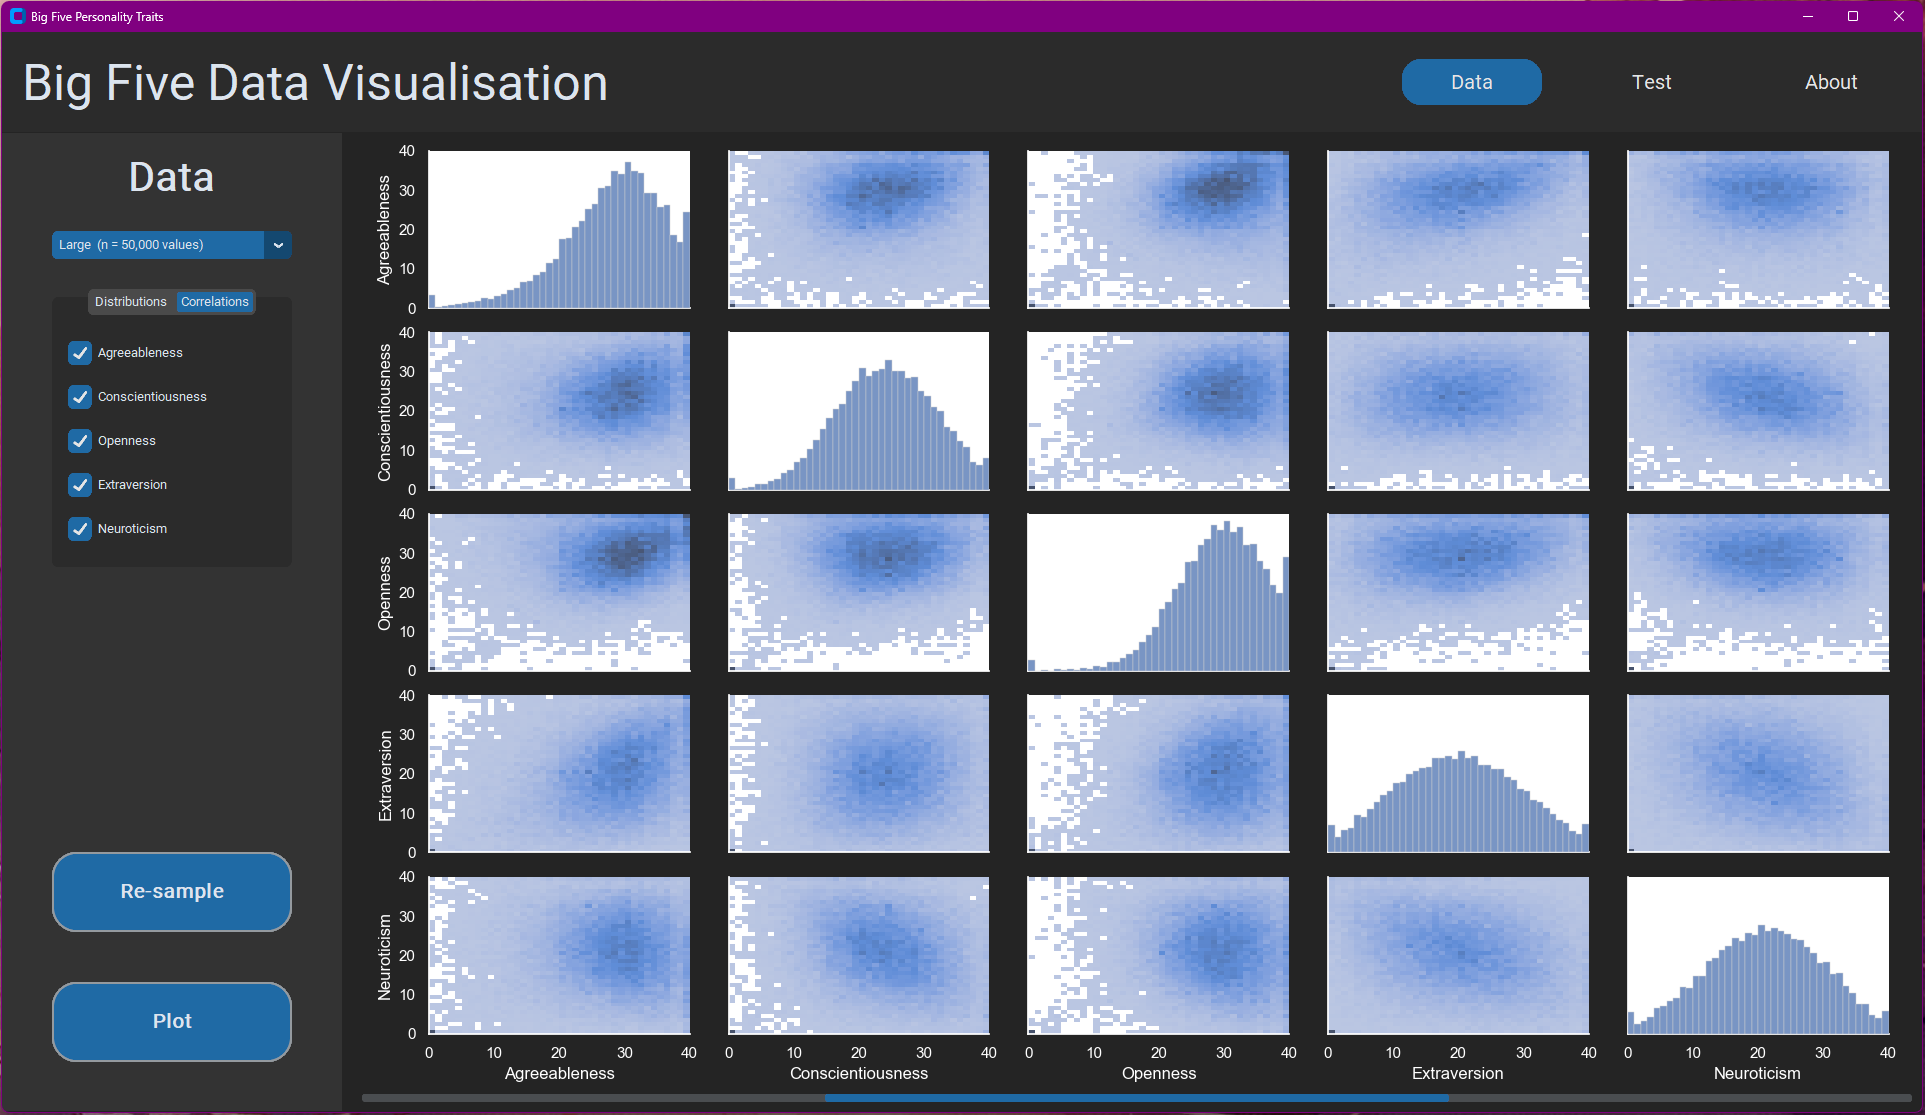 Big Five Personality Traits
Big Five Data Visualisation
Data
Test
About
Data
Large (n = 50,000 values)
Distributions
Correlations
Agreeableness
Conscientiousness
Openness
Extraversion
Neuroticism
Re-sample
Plot
Agreeableness
40
30
20
10
0
Conscientiousness
40
30
20
10
0
Openness
40
30
20
10
0
Extraversion
40
30
20
10
0
Neuroticism
40
30
20
10
0
0 10 20 30 40
0 10 20 30 40
0 10 20 30 40
0 10 20 30 40
0 10 20 30 40
Agreeableness
Conscientiousness
Openness
Extraversion
Neuroticism